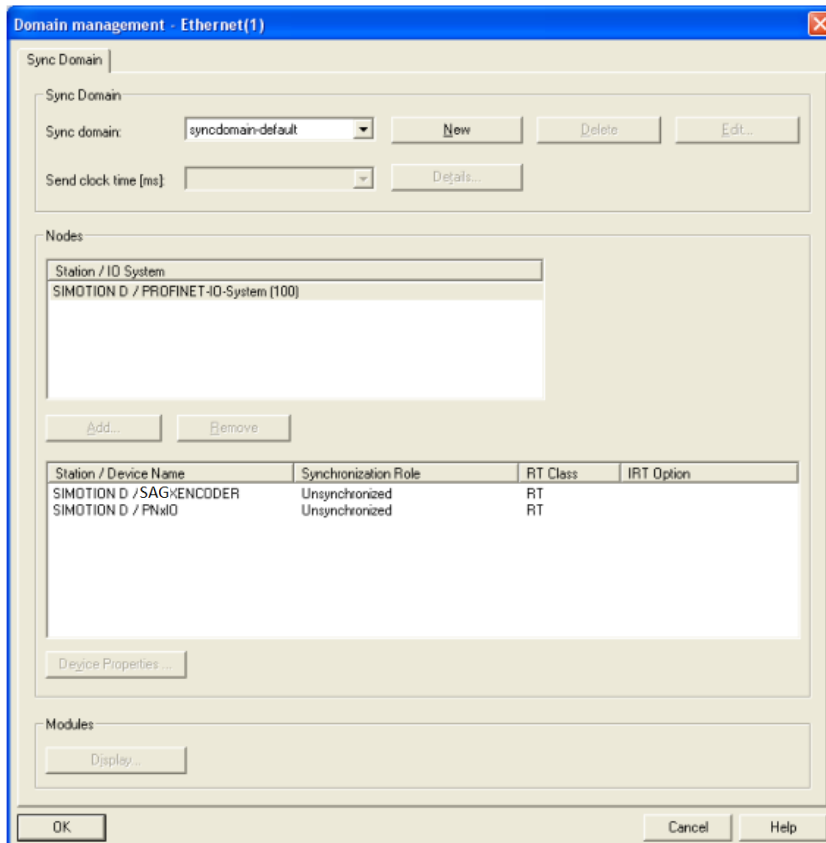 Domain management - Ethernet(1)
Sync Domain
Sync Domain
Sync domain: syncdomain-default New Delete Edit...
Send clock time [ms]: Details...
Nodes
Station / IO System
SIMOTION D / PROFINET-IO-System (100)
Add... Remove
Station / Device Name Synchronization Role RT Class IRT Option
SIMOTION D / SAGXENCODER Unsynchronized RT
SIMOTION D / PNxIO Unsynchronized RT
Device Properties ...
Modules
Display...
OK Cancel Help